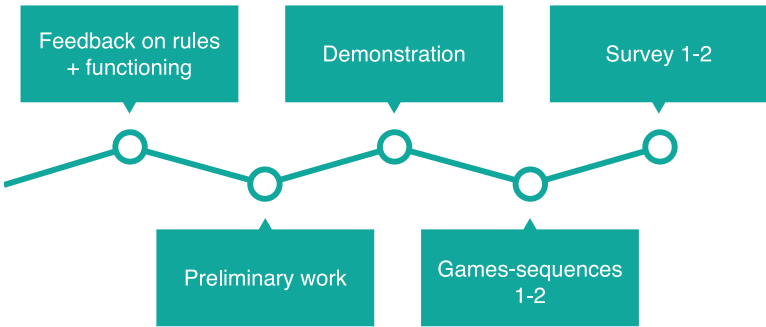 Feedback on rules
+ functioning
Preliminary work
Demonstration
Games-sequences
1-2
Survey 1-2